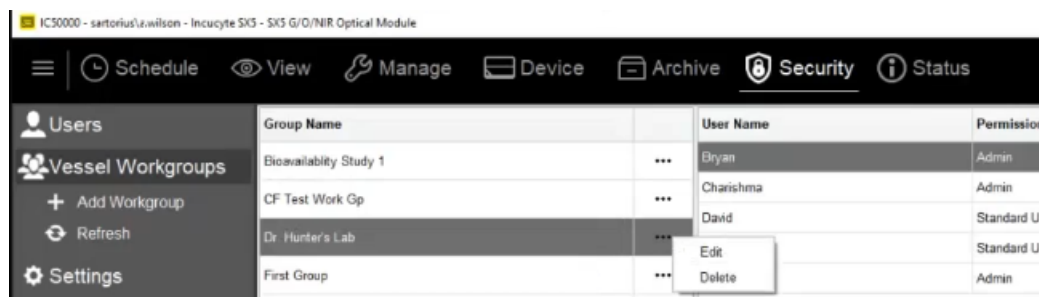 IC50000 - sartorius\a.wilson - Incucyte SX5 - SX5 G/O/NIR Optical Module
Schedule View Manage Device Archive Security Status
Users
Vessel Workgroups
Add Workgroup
Refresh
Settings
Group Name
Bioavailablity Study 1 •••
CF Test Work Gp •••
Dr. Hunter's Lab •••
First Group •••
Edit
Delete
User Name Permission
Bryan Admin
Charishma Admin
David Standard U
Standard U
Admin